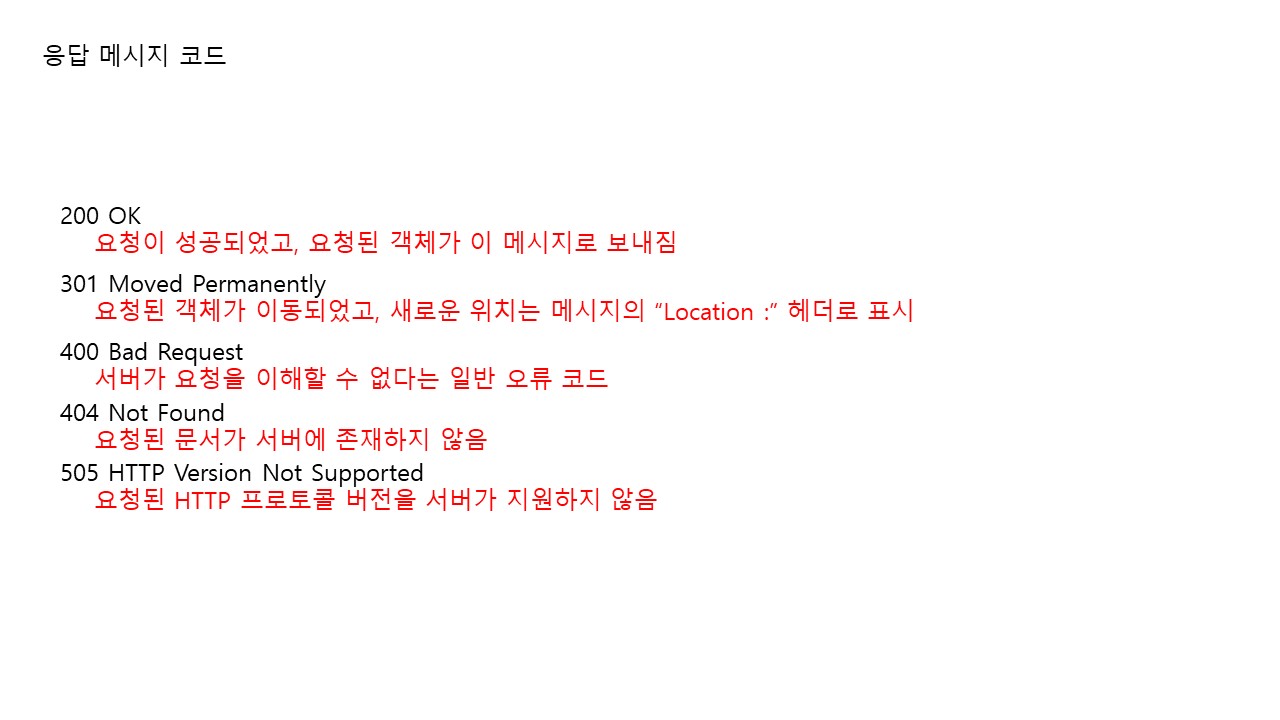 응답 메시지 코드
200 OK
요청이 성공되었고, 요청된 객체가 이 메시지로 보내짐
301 Moved Permanently
요청된 객체가 이동되었고, 새로운 위치는 메시지의 “Location :” 헤더로 표시
400 Bad Request
서버가 요청을 이해할 수 없다는 일반 오류 코드
404 Not Found
요청된 문서가 서버에 존재하지 않음
505 HTTP Version Not Supported
요청된 HTTP 프로토콜 버전을 서버가 지원하지 않음